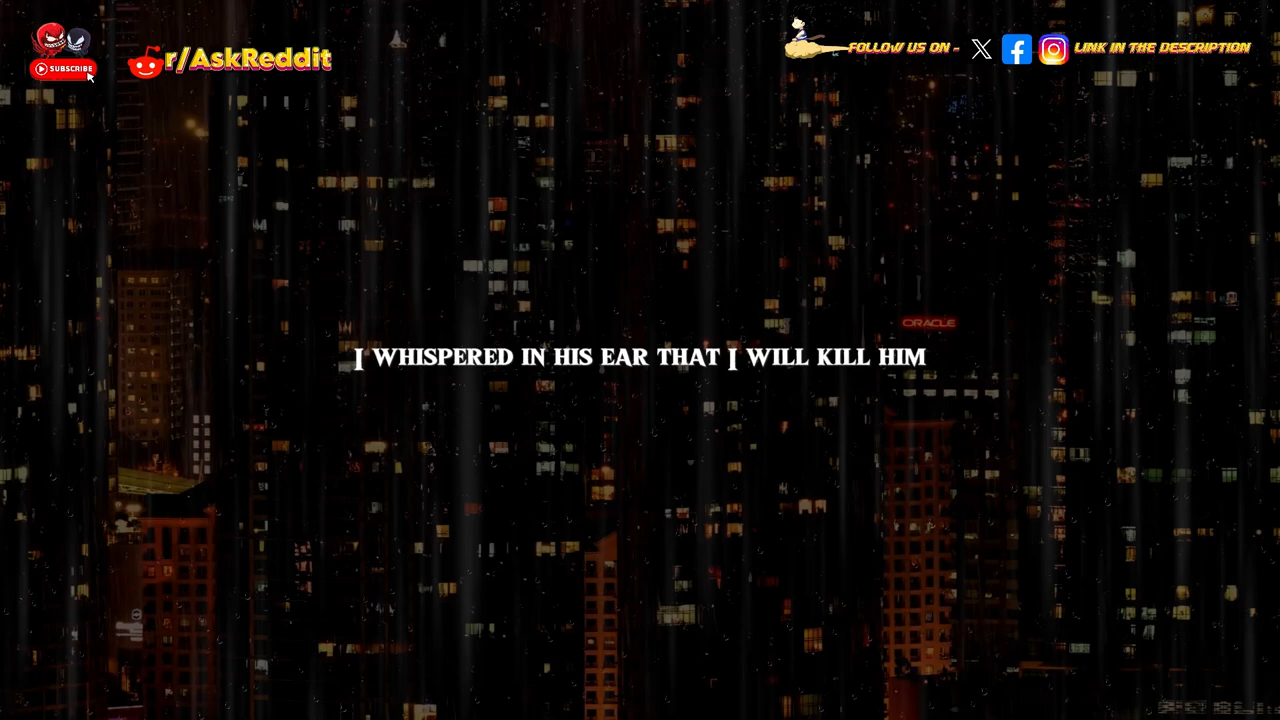 SUBSCRIBE
r/AskReddit
FOLLOW US ON -
LINK IN THE DESCRIPTION
ORACLE
I WHISPERED IN HIS EAR THAT I WILL KILL HIM